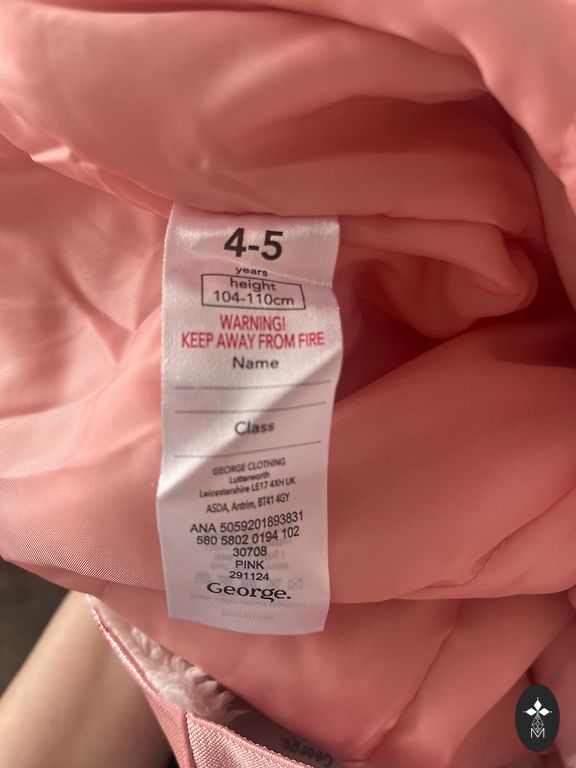 4-5
years
height
104-110cm
WARNING!
KEEP AWAY FROM FIRE
Name
Class
GEORGE CLOTHING
Lutterworth
Leicestershire LE17 4XH UK
ASDA, Antrim, BT41 4GY
ANA 5059201893831
580 5802 0194 102
30708
PINK
291124
George.
George.
M